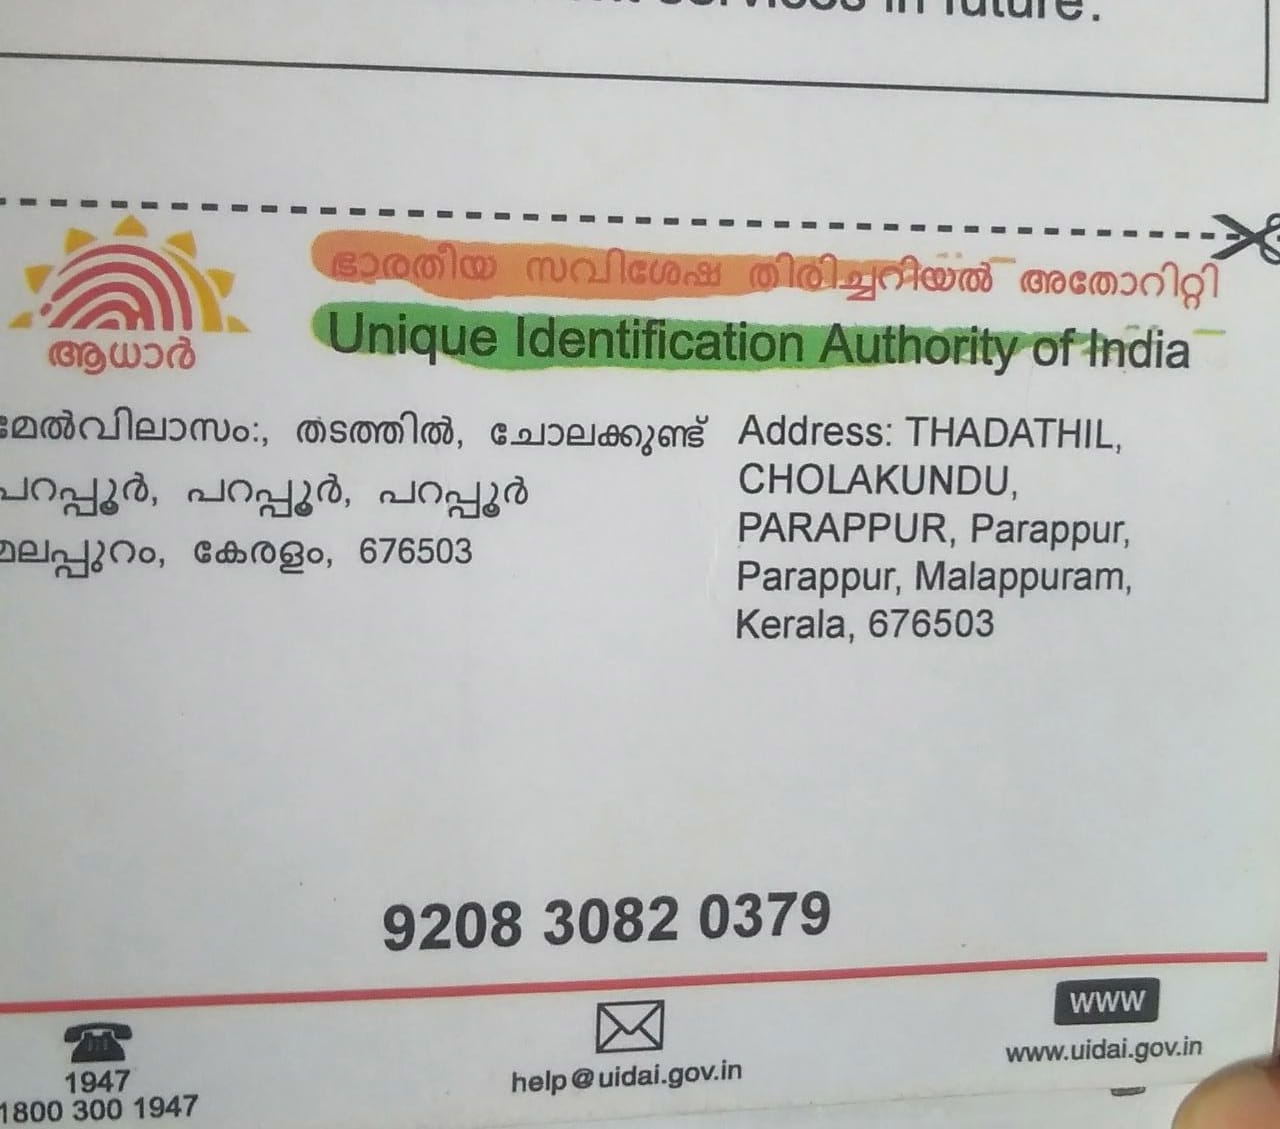 services in future.
ഭാരതീയ സവിശേഷ തിരിച്ചറിയൽ അതോറിറ്റി
Unique Identification Authority of India
ആധാർ
മേൽവിലാസം:, തടത്തിൽ, ചോലക്കുണ്ട്
പറപ്പൂർ, പറപ്പൂർ, പറപ്പൂർ
മലപ്പുറം, കേരളം, 676503
Address: THADATHIL,
CHOLAKUNDU,
PARAPPUR, Parappur,
Parappur, Malappuram,
Kerala, 676503
9208 3082 0379
1947
1800 300 1947
help@uidai.gov.in
WWW
www.uidai.gov.in